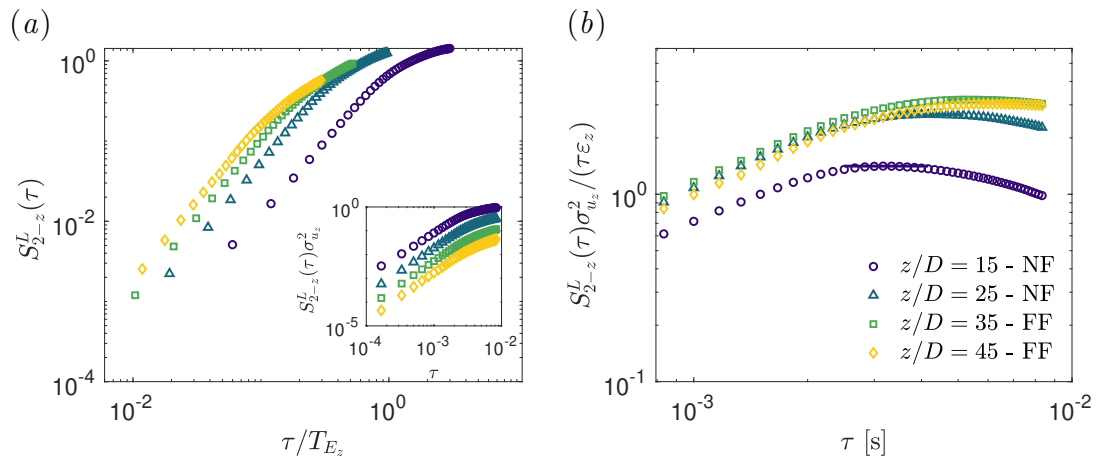 (a)
S^L_{2-z}(τ)
10^0
10^-2
10^-4
10^-2
10^-1
10^0
τ/T_{E_z}
S^L_{2-z}(τ)σ^2_{u_z}
10^0
10^-5
10^-4
10^-3
10^-2
τ
(b)
S^L_{2-z}(τ)σ^2_{u_z}/(τε_z)
10^0
10^-1
10^-3
10^-2
τ [s]
z/D = 15 - NF
z/D = 25 - NF
z/D = 35 - FF
z/D = 45 - FF